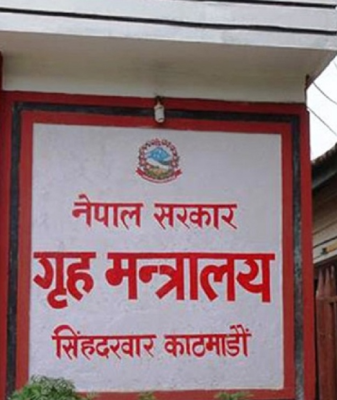 नेपाल सरकार
गृह मन्त्रालय
सिंहदरवार काठमाडौं